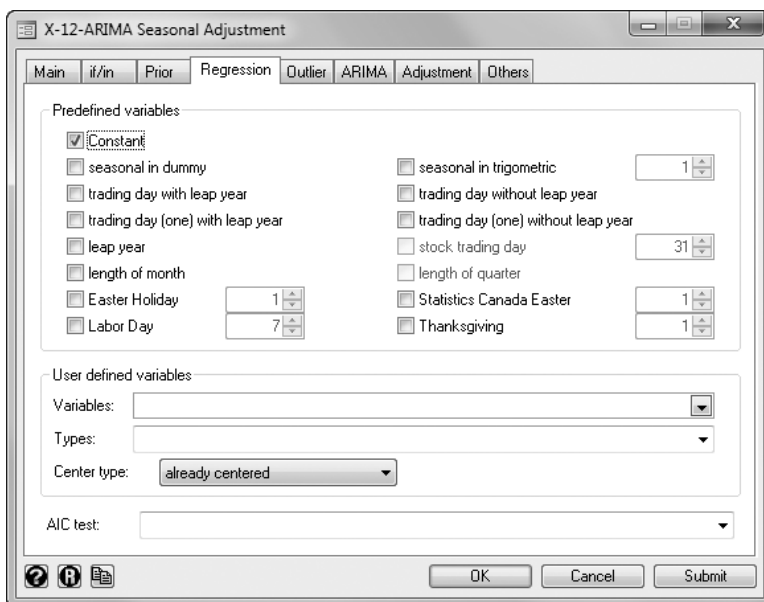 X-12-ARIMA Seasonal Adjustment
Main if/in Prior Regression Outlier ARIMA Adjustment Others
Predefined variables
Constant
seasonal in dummy seasonal in trigometric 1
trading day with leap year trading day without leap year
trading day (one) with leap year trading day (one) without leap year
leap year stock trading day 31
length of month length of quarter
Easter Holiday 1 Statistics Canada Easter 1
Labor Day 7 Thanksgiving 1
User defined variables
Variables:
Types:
Center type: already centered
AIC test:
? R OK Cancel Submit